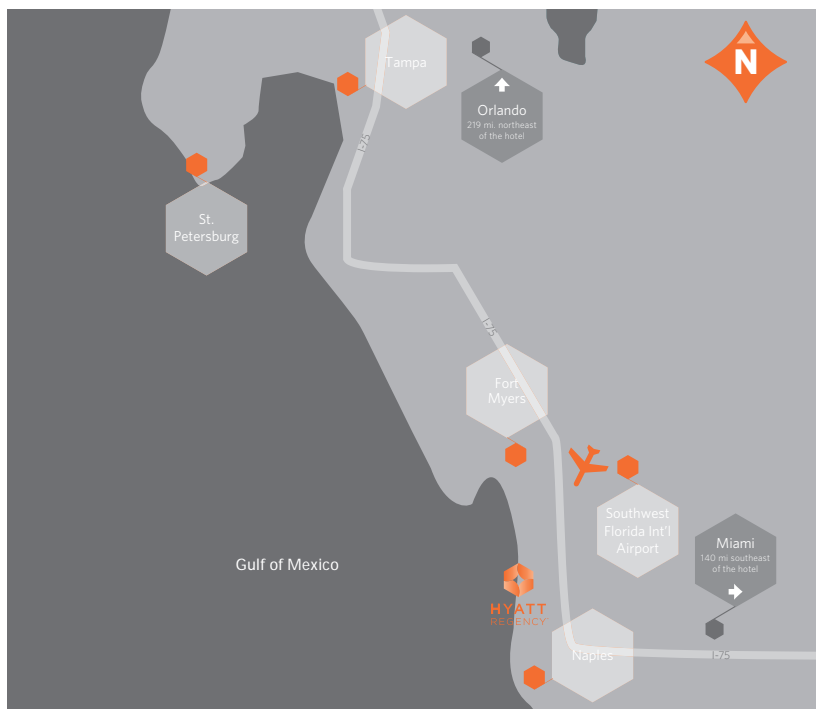 Tampa
N
Orlando
219 mi. northeast
of the hotel
I-75
St.
Petersburg
I-75
Fort
Myers
Southwest
Florida Int'l
Airport
Miami
140 mi southeast
of the hotel
Gulf of Mexico
HYATT
REGENCY
Naples
I-75